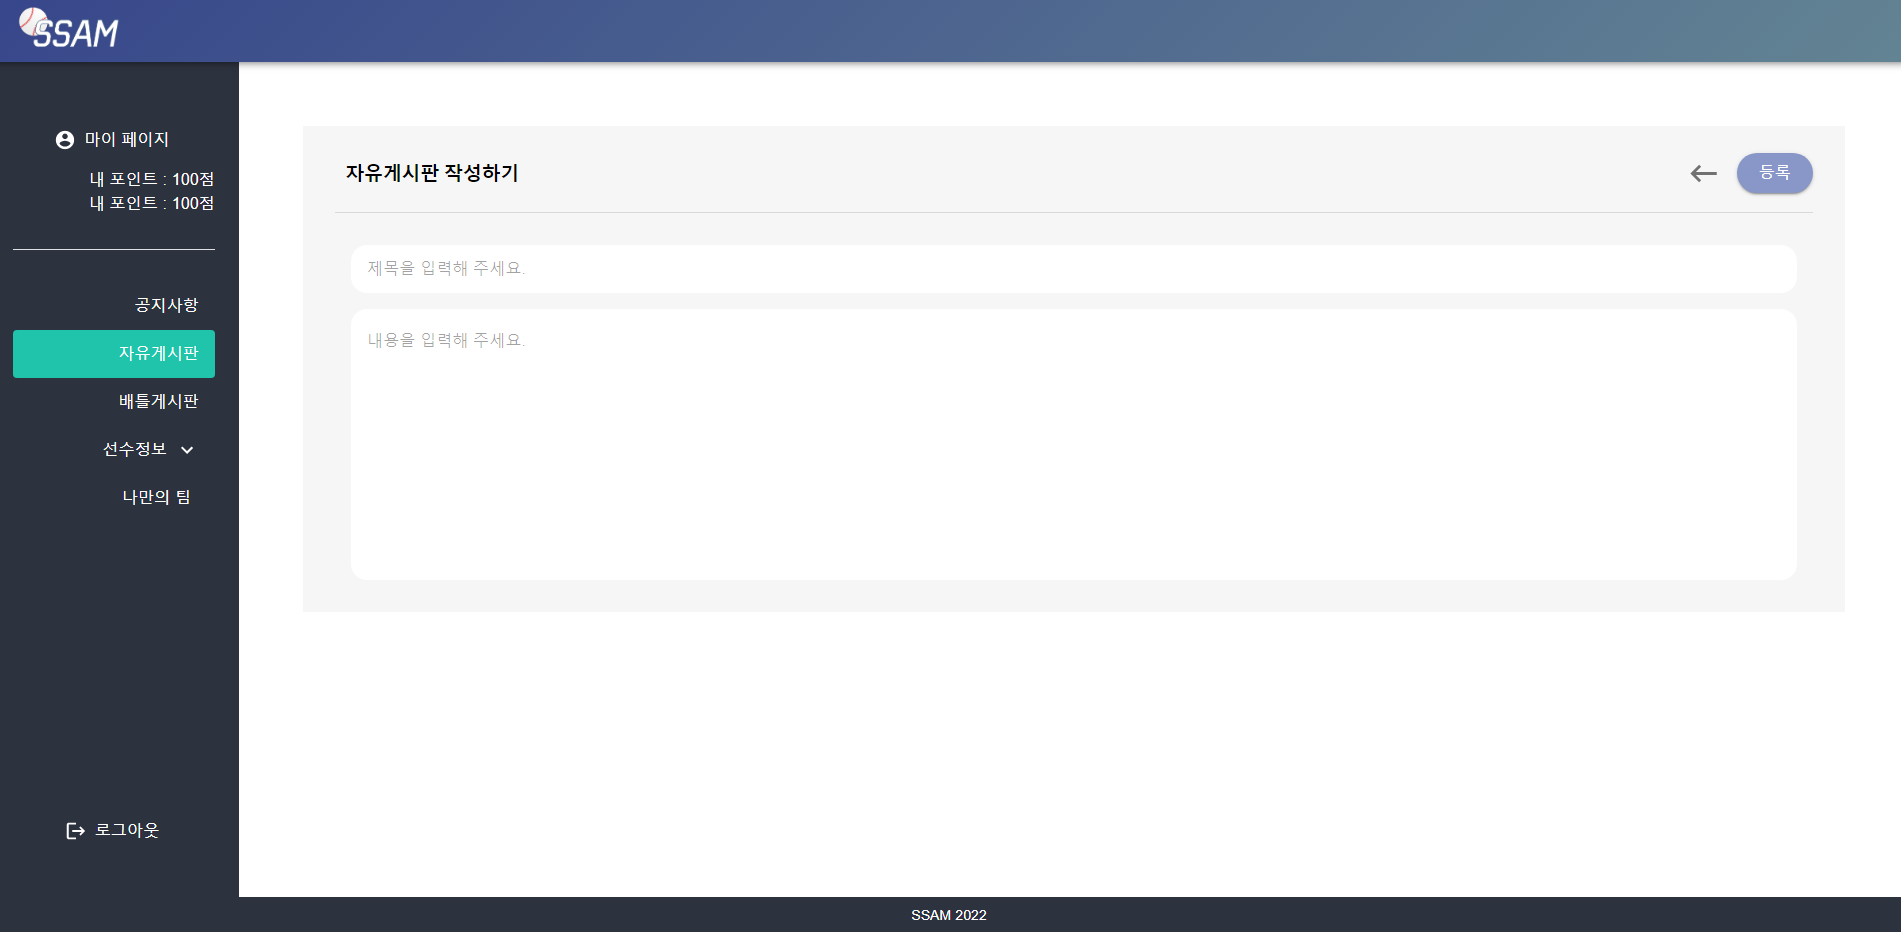 SSAM
마이 페이지
내 포인트 : 100점
내 포인트 : 100점
공지사항
자유게시판
배틀게시판
선수정보
나만의 팀
로그아웃
자유게시판 작성하기
등록
제목을 입력해 주세요.
내용을 입력해 주세요.
SSAM 2022